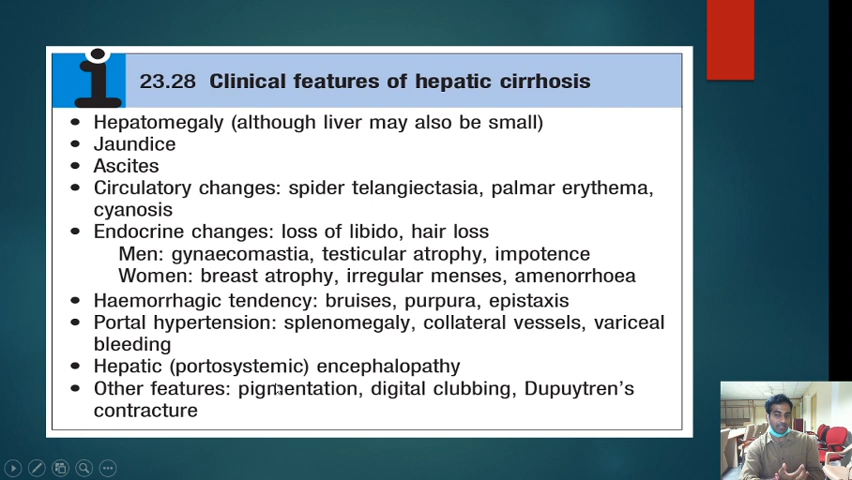 23.28 Clinical features of hepatic cirrhosis
• Hepatomegaly (although liver may also be small)
• Jaundice
• Ascites
• Circulatory changes: spider telangiectasia, palmar erythema,
cyanosis
• Endocrine changes: loss of libido, hair loss
Men: gynaecomastia, testicular atrophy, impotence
Women: breast atrophy, irregular menses, amenorrhoea
• Haemorrhagic tendency: bruises, purpura, epistaxis
• Portal hypertension: splenomegaly, collateral vessels, variceal
bleeding
• Hepatic (portosystemic) encephalopathy
• Other features: pigmentation, digital clubbing, Dupuytren's
contracture